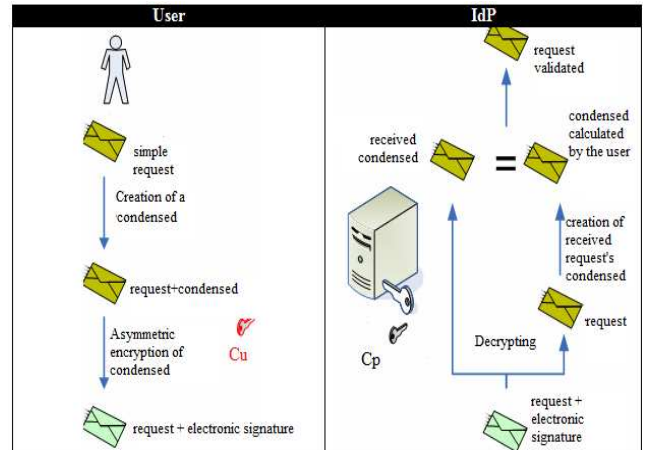 User
simple
request
Creation of a
condensed
request+condensed
Asymmetric
encryption of
condensed
Cu
request + electronic signature
IdP
request
validated
received
condensed
condensed
calculated
by the user
creation of
received
request's
condensed
request
Decrypting
Cp
request +
electronic
signature